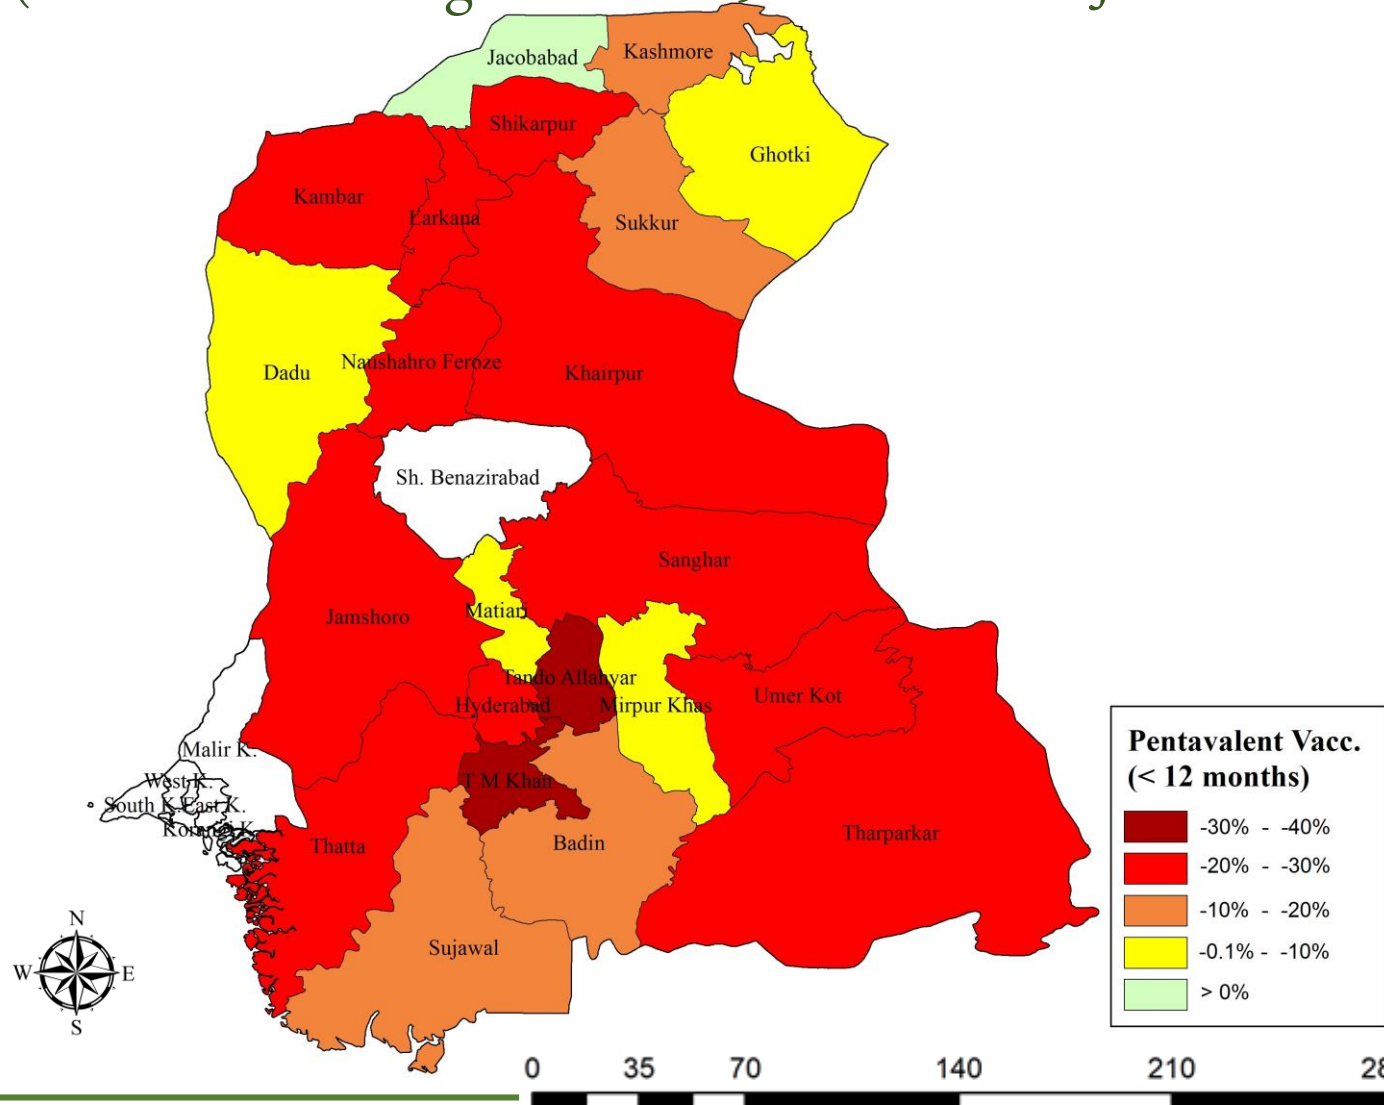 Jacobabad
Kashmore
Shikarpur
Ghotki
Kambar
Larkana
Sukkur
Naushahro Feroze
Dadu
Khairpur
Sh. Benazirabad
Sanghar
Matiari
Jamshoro
Tando Allahyar
Umer Kot
Hyderabad
Mirpur Khas
Malir K.
West K.
T M Khan
South K.
East K.
Korangi K.
Thatta
Badin
Tharparkar
Sujawal
N
W
E
S
Pentavalent Vacc.
(< 12 months)
-30% - -40%
-20% - -30%
-10% - -20%
-0.1% - -10%
> 0%
0 35 70 140 210